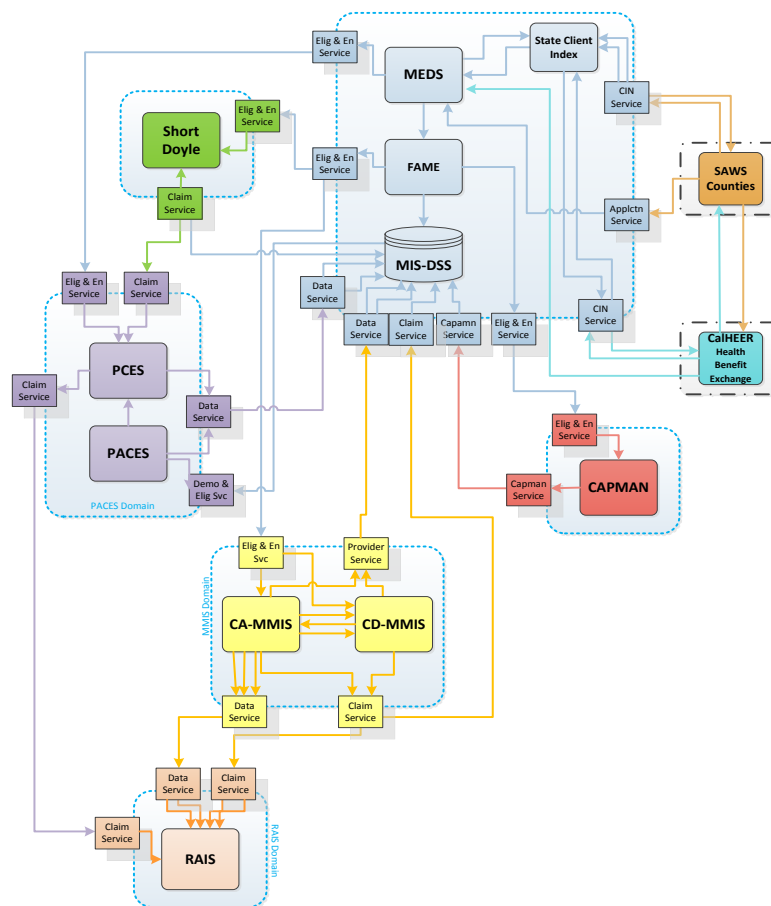 Elig & En
Service
MEDS
State Client
Index
CIN
Service
Elig & En
Service
Short
Doyle
Elig & En
Service
FAME
SAWS
Counties
Claim
Service
Applctn
Service
MIS-DSS
Elig & En
Service
Claim
Service
Data
Service
Data
Service
Claim
Service
Capamn
Service
Elig & En
Service
CIN
Service
CalHEER
Health
Benefit
Exchange
PCES
Claim
Service
Data
Service
PACES
Elig & En
Service
Demo &
Elig Svc
Capman
Service
CAPMAN
PACES Domain
Elig & En
Svc
Provider
Service
MMIS Domain
CA-MMIS
CD-MMIS
Data
Service
Claim
Service
Data
Service
Claim
Service
Claim
Service
RAIS
RAIS Domain